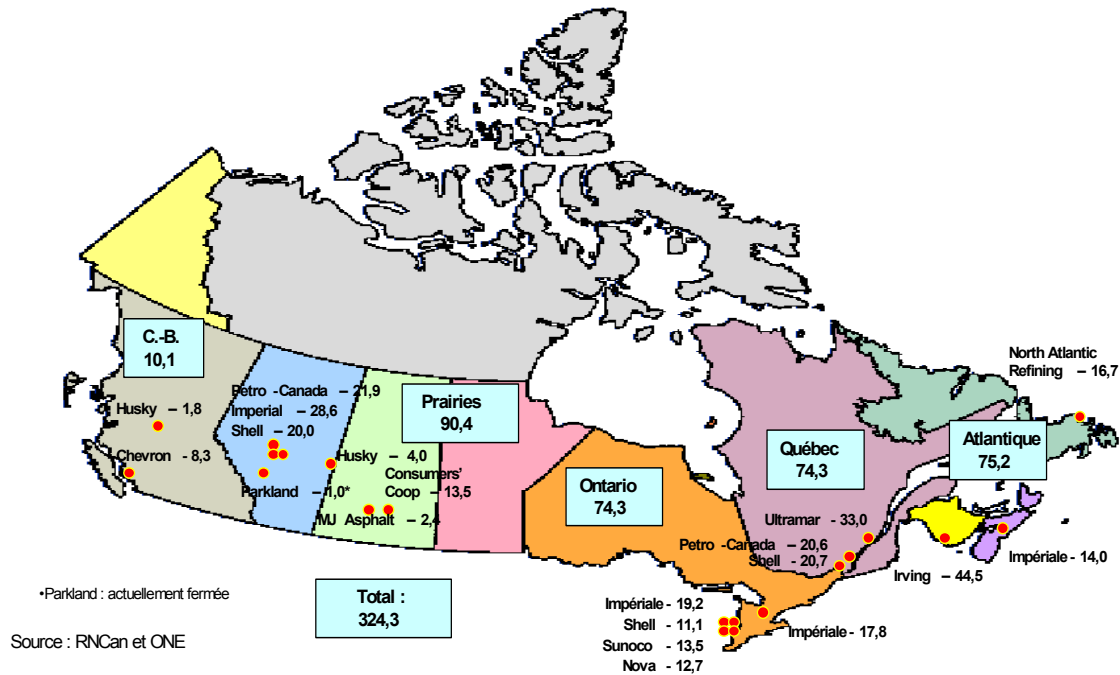 C.-B.
10,1
Husky – 1,8
Chevron - 8,3
Petro -Canada – 21,9
Imperial – 28,6
Shell – 20,0
Parkland – 1,0*
Prairies
90,4
Husky – 4,0
Consumers'
Coop – 13,5
MJ Asphalt – 2,4
Ontario
74,3
Québec
74,3
Ultramar - 33,0
Petro -Canada – 20,6
Shell - 20,7
Atlantique
75,2
North Atlantic
Refining – 16,7
Impériale - 14,0
Irving – 44,5
Impériale - 19,2
Shell - 11,1
Sunoco - 13,5
Nova - 12,7
Impériale - 17,8
Total :
324,3
•Parkland : actuellement fermée
Source : RNCan et ONE